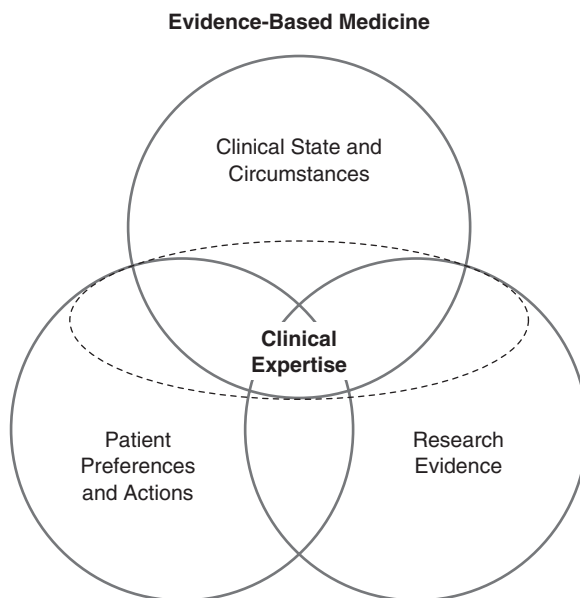 Evidence-Based Medicine
Clinical State and
Circumstances
Clinical
Expertise
Patient
Preferences
and Actions
Research
Evidence